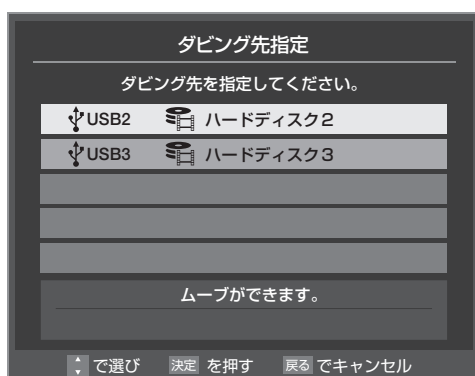 ダビング先指定
ダビング先を指定してください。
USB2 ハードディスク2
USB3 ハードディスク3
ムーブができます。
で選び 決定 を押す 戻る でキャンセル